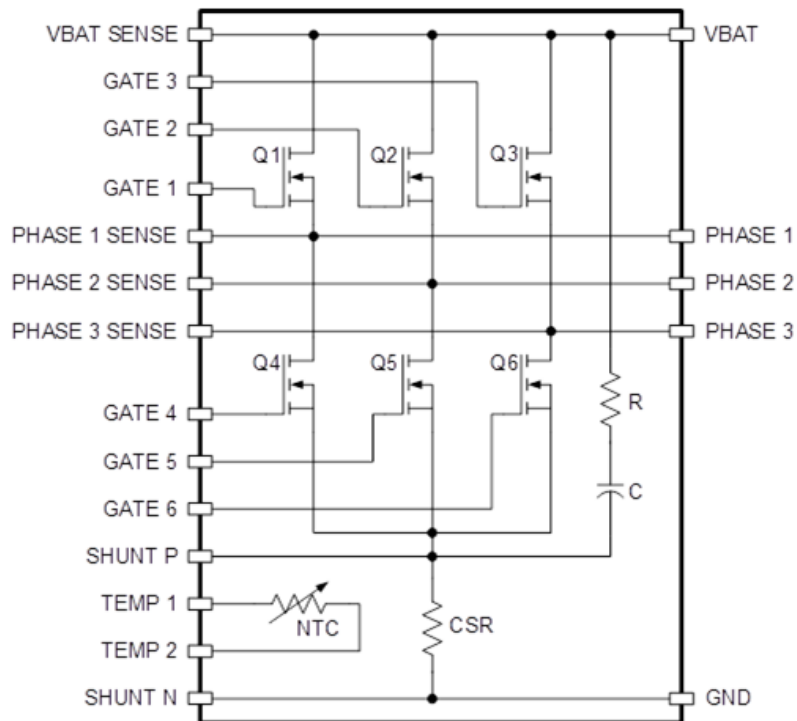 VBAT SENSE
VBAT
GATE 3
GATE 2
Q1
Q2
Q3
GATE 1
PHASE 1 SENSE
PHASE 1
PHASE 2 SENSE
PHASE 2
PHASE 3 SENSE
PHASE 3
Q4
Q5
Q6
R
GATE 4
GATE 5
C
GATE 6
SHUNT P
TEMP 1
NTC
CSR
TEMP 2
SHUNT N
GND